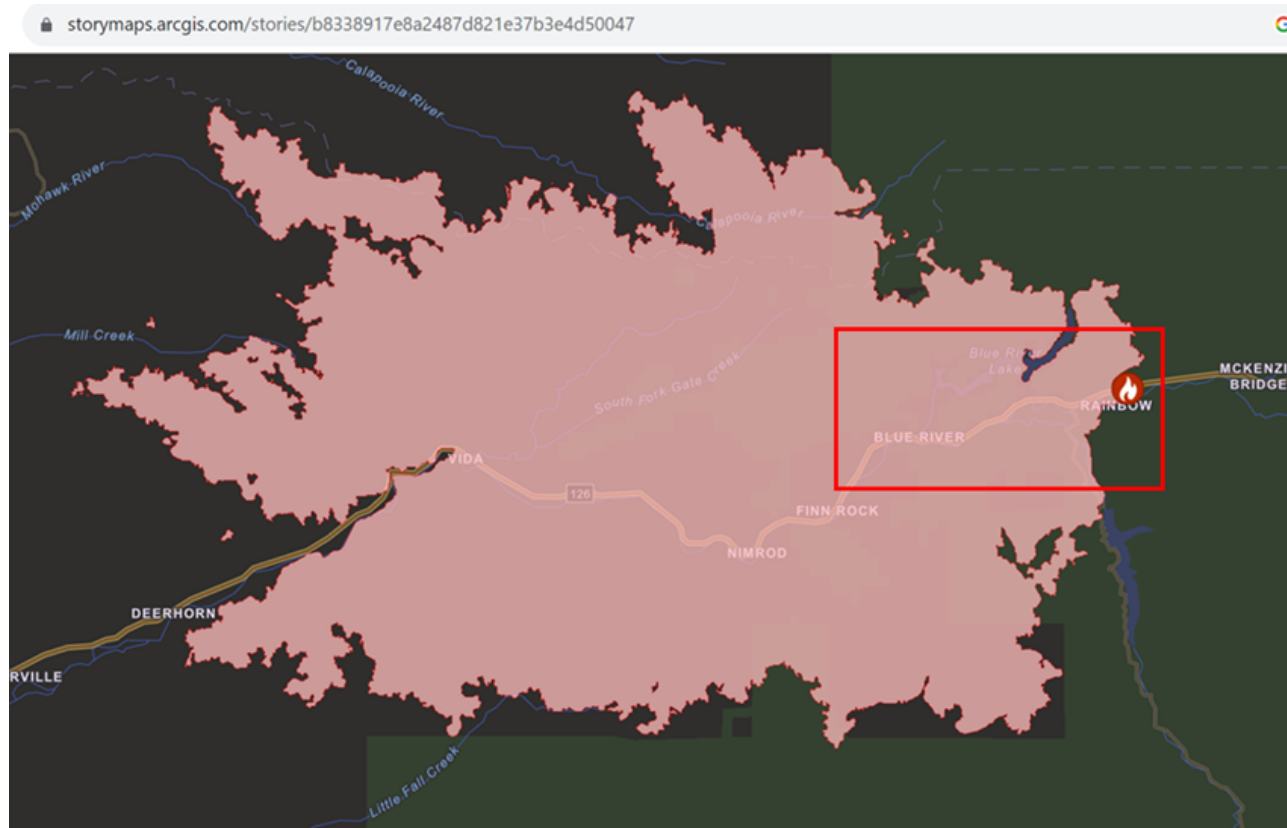 storymaps.arcgis.com/stories/b8338917e8a2487d821e37b3e4d50047
Calapooia River
Mohawk River
Calapooia River
Mill Creek
Blue River
Lake
MCKENZI
BRIDGE
South Fork Gate Creek
RAINBOW
BLUE RIVER
VIDA
126
FINN ROCK
NIMROD
DEERHORN
RVILLE
Little Fall Creek